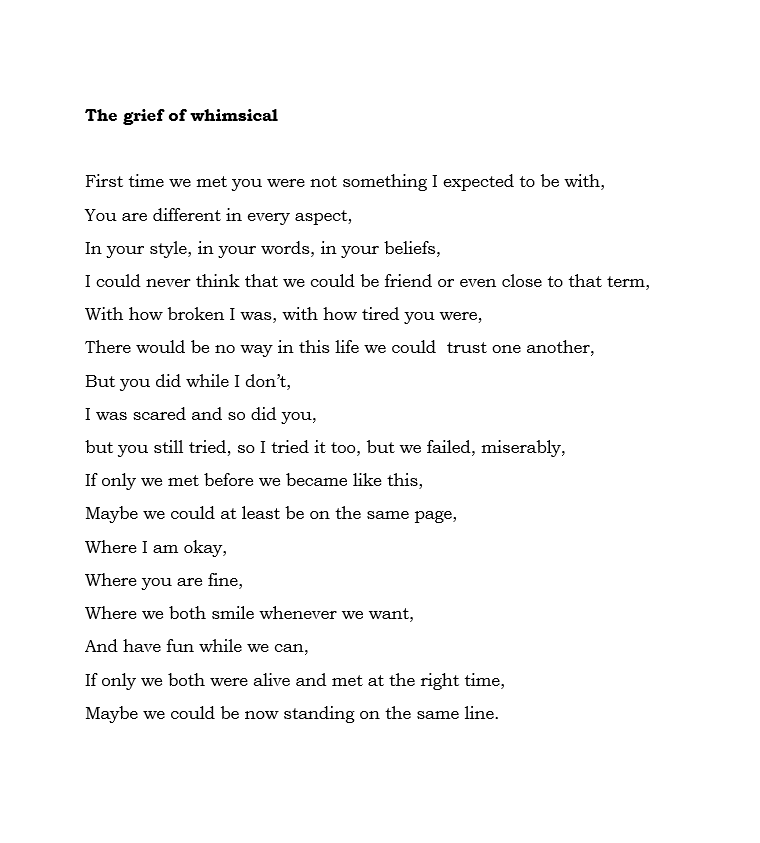 The grief of whimsical
First time we met you were not something I expected to be with,
You are different in every aspect,
In your style, in your words, in your beliefs,
I could never think that we could be friend or even close to that term,
With how broken I was, with how tired you were,
There would be no way in this life we could  trust one another,
But you did while I don’t,
I was scared and so did you,
but you still tried, so I tried it too, but we failed, miserably,
If only we met before we became like this,
Maybe we could at least be on the same page,
Where I am okay,
Where you are fine,
Where we both smile whenever we want,
And have fun while we can,
If only we both were alive and met at the right time,
Maybe we could be now standing on the same line.